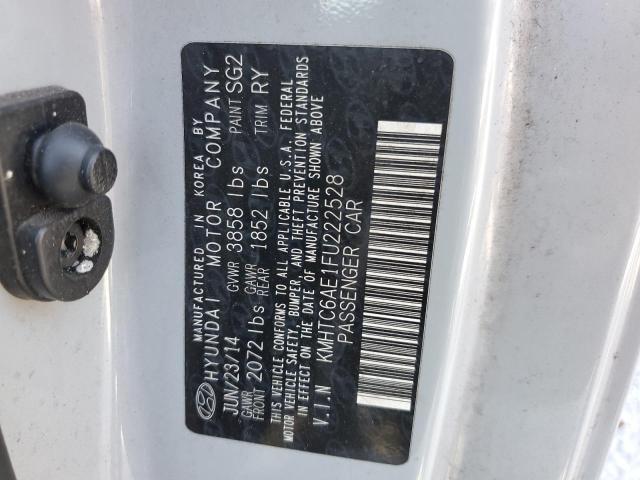 MANUFACTURED IN KOREA BY
HYUNDAI MOTOR COMPANY
JUN/23/14 GVWR 3858 lbs PAINT SG2
GAWR FRONT 2072 lbs GAWR REAR 1852 lbs TRIM RY
THIS VEHICLE CONFORMS TO ALL APPLICABLE U.S.A. FEDERAL
MOTOR VEHICLE SAFETY, BUMPER, AND THEFT PREVENTION STANDARDS
IN EFFECT ON THE DATE OF MANUFACTURE SHOWN ABOVE
V.I.N KMHTC6AE1FU222528
PASSENGER CAR